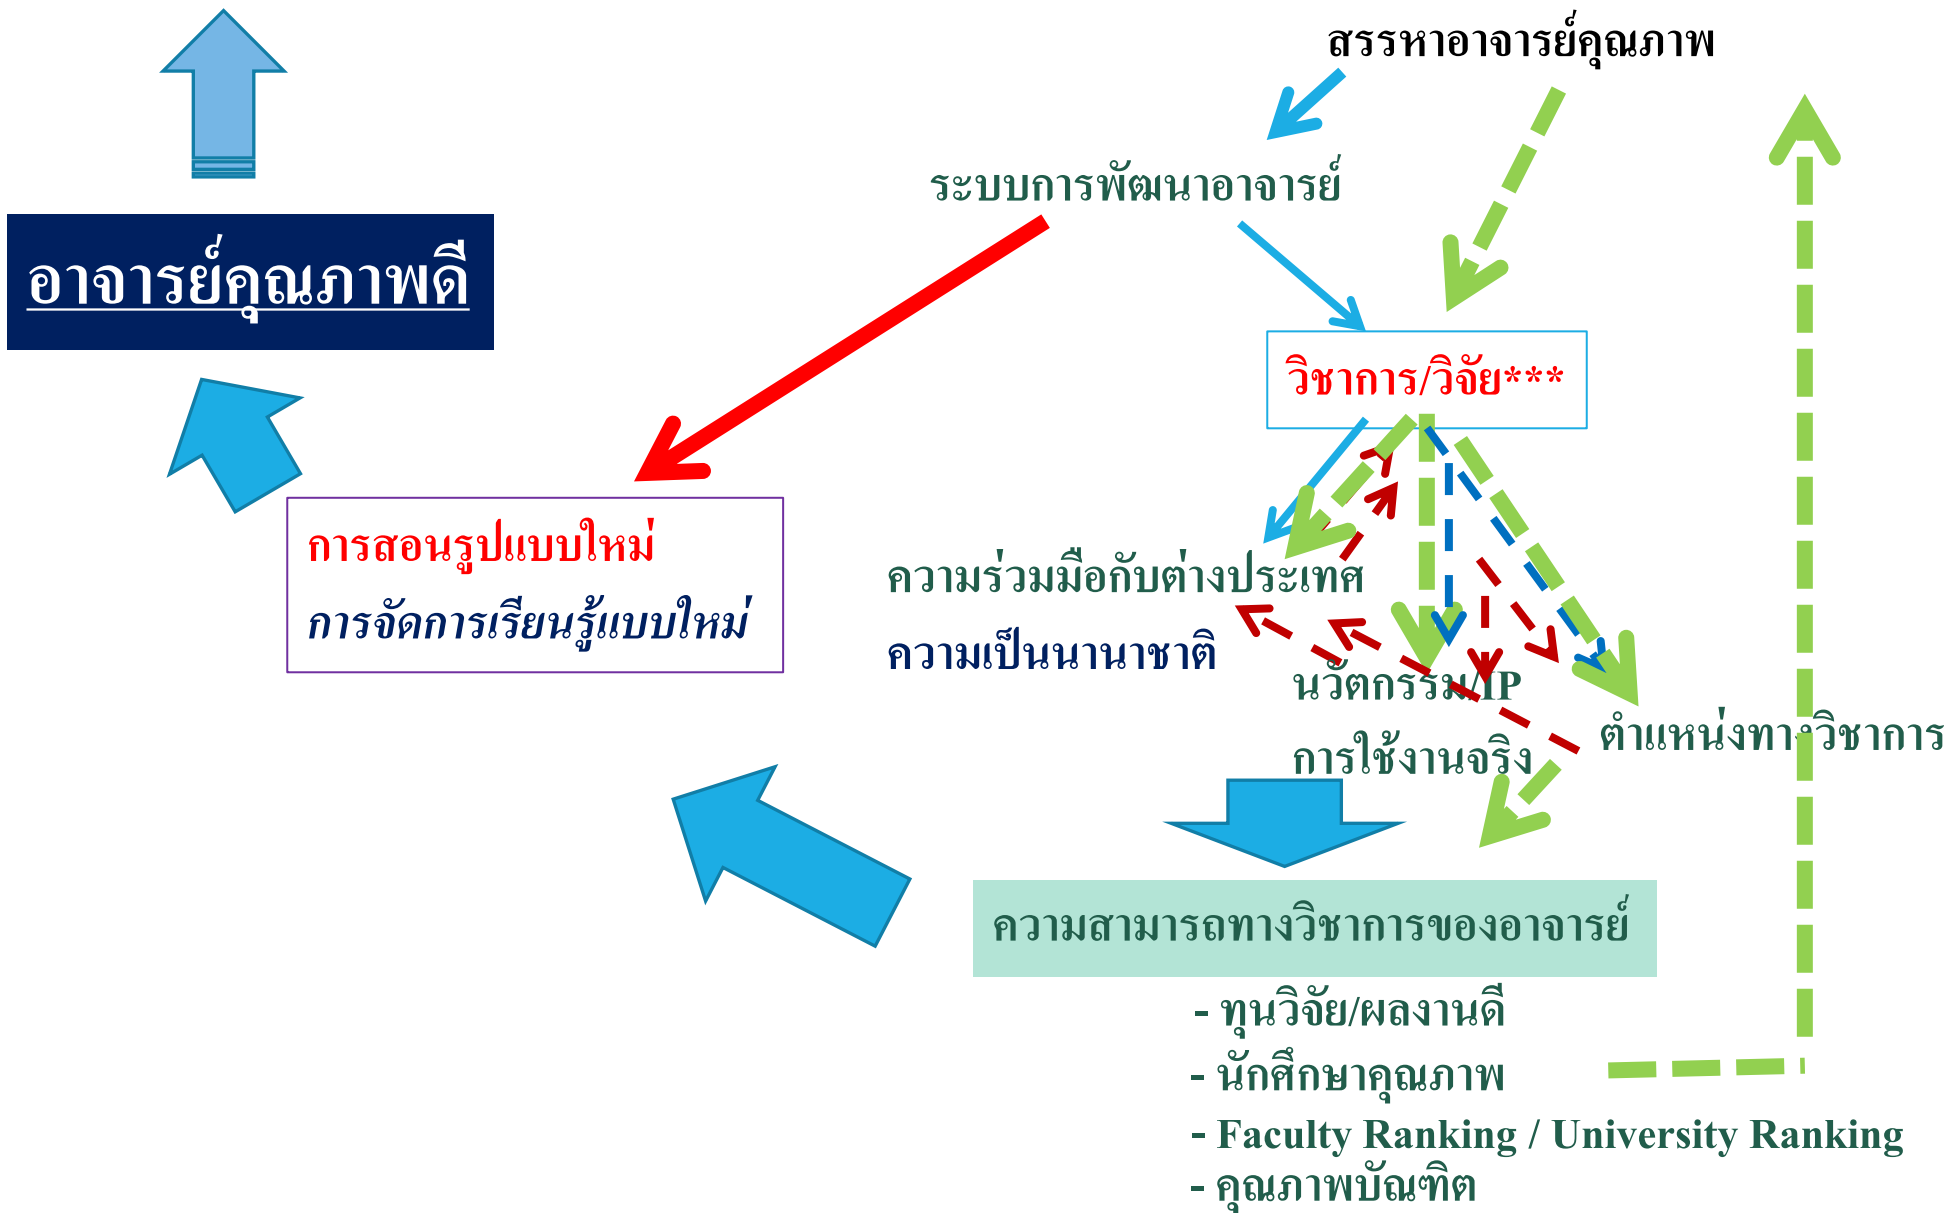 สรรหาอาจารย์คุณภาพ
ระบบการพัฒนาอาจารย์
อาจารย์คุณภาพดี
วิชาการ/วิจัย***
การสอนรูปแบบใหม่
การจัดการเรียนรู้แบบใหม่
ความร่วมมือกับต่างประเทศ
ความเป็นนานาชาติ
นวัตกรรม/IP
การใช้งานจริง
ตำแหน่งทางวิชาการ
ความสามารถทางวิชาการของอาจารย์
- ทุนวิจัย/ผลงานดี
- นักศึกษาคุณภาพ
- Faculty Ranking / University Ranking
- คุณภาพบัณฑิต